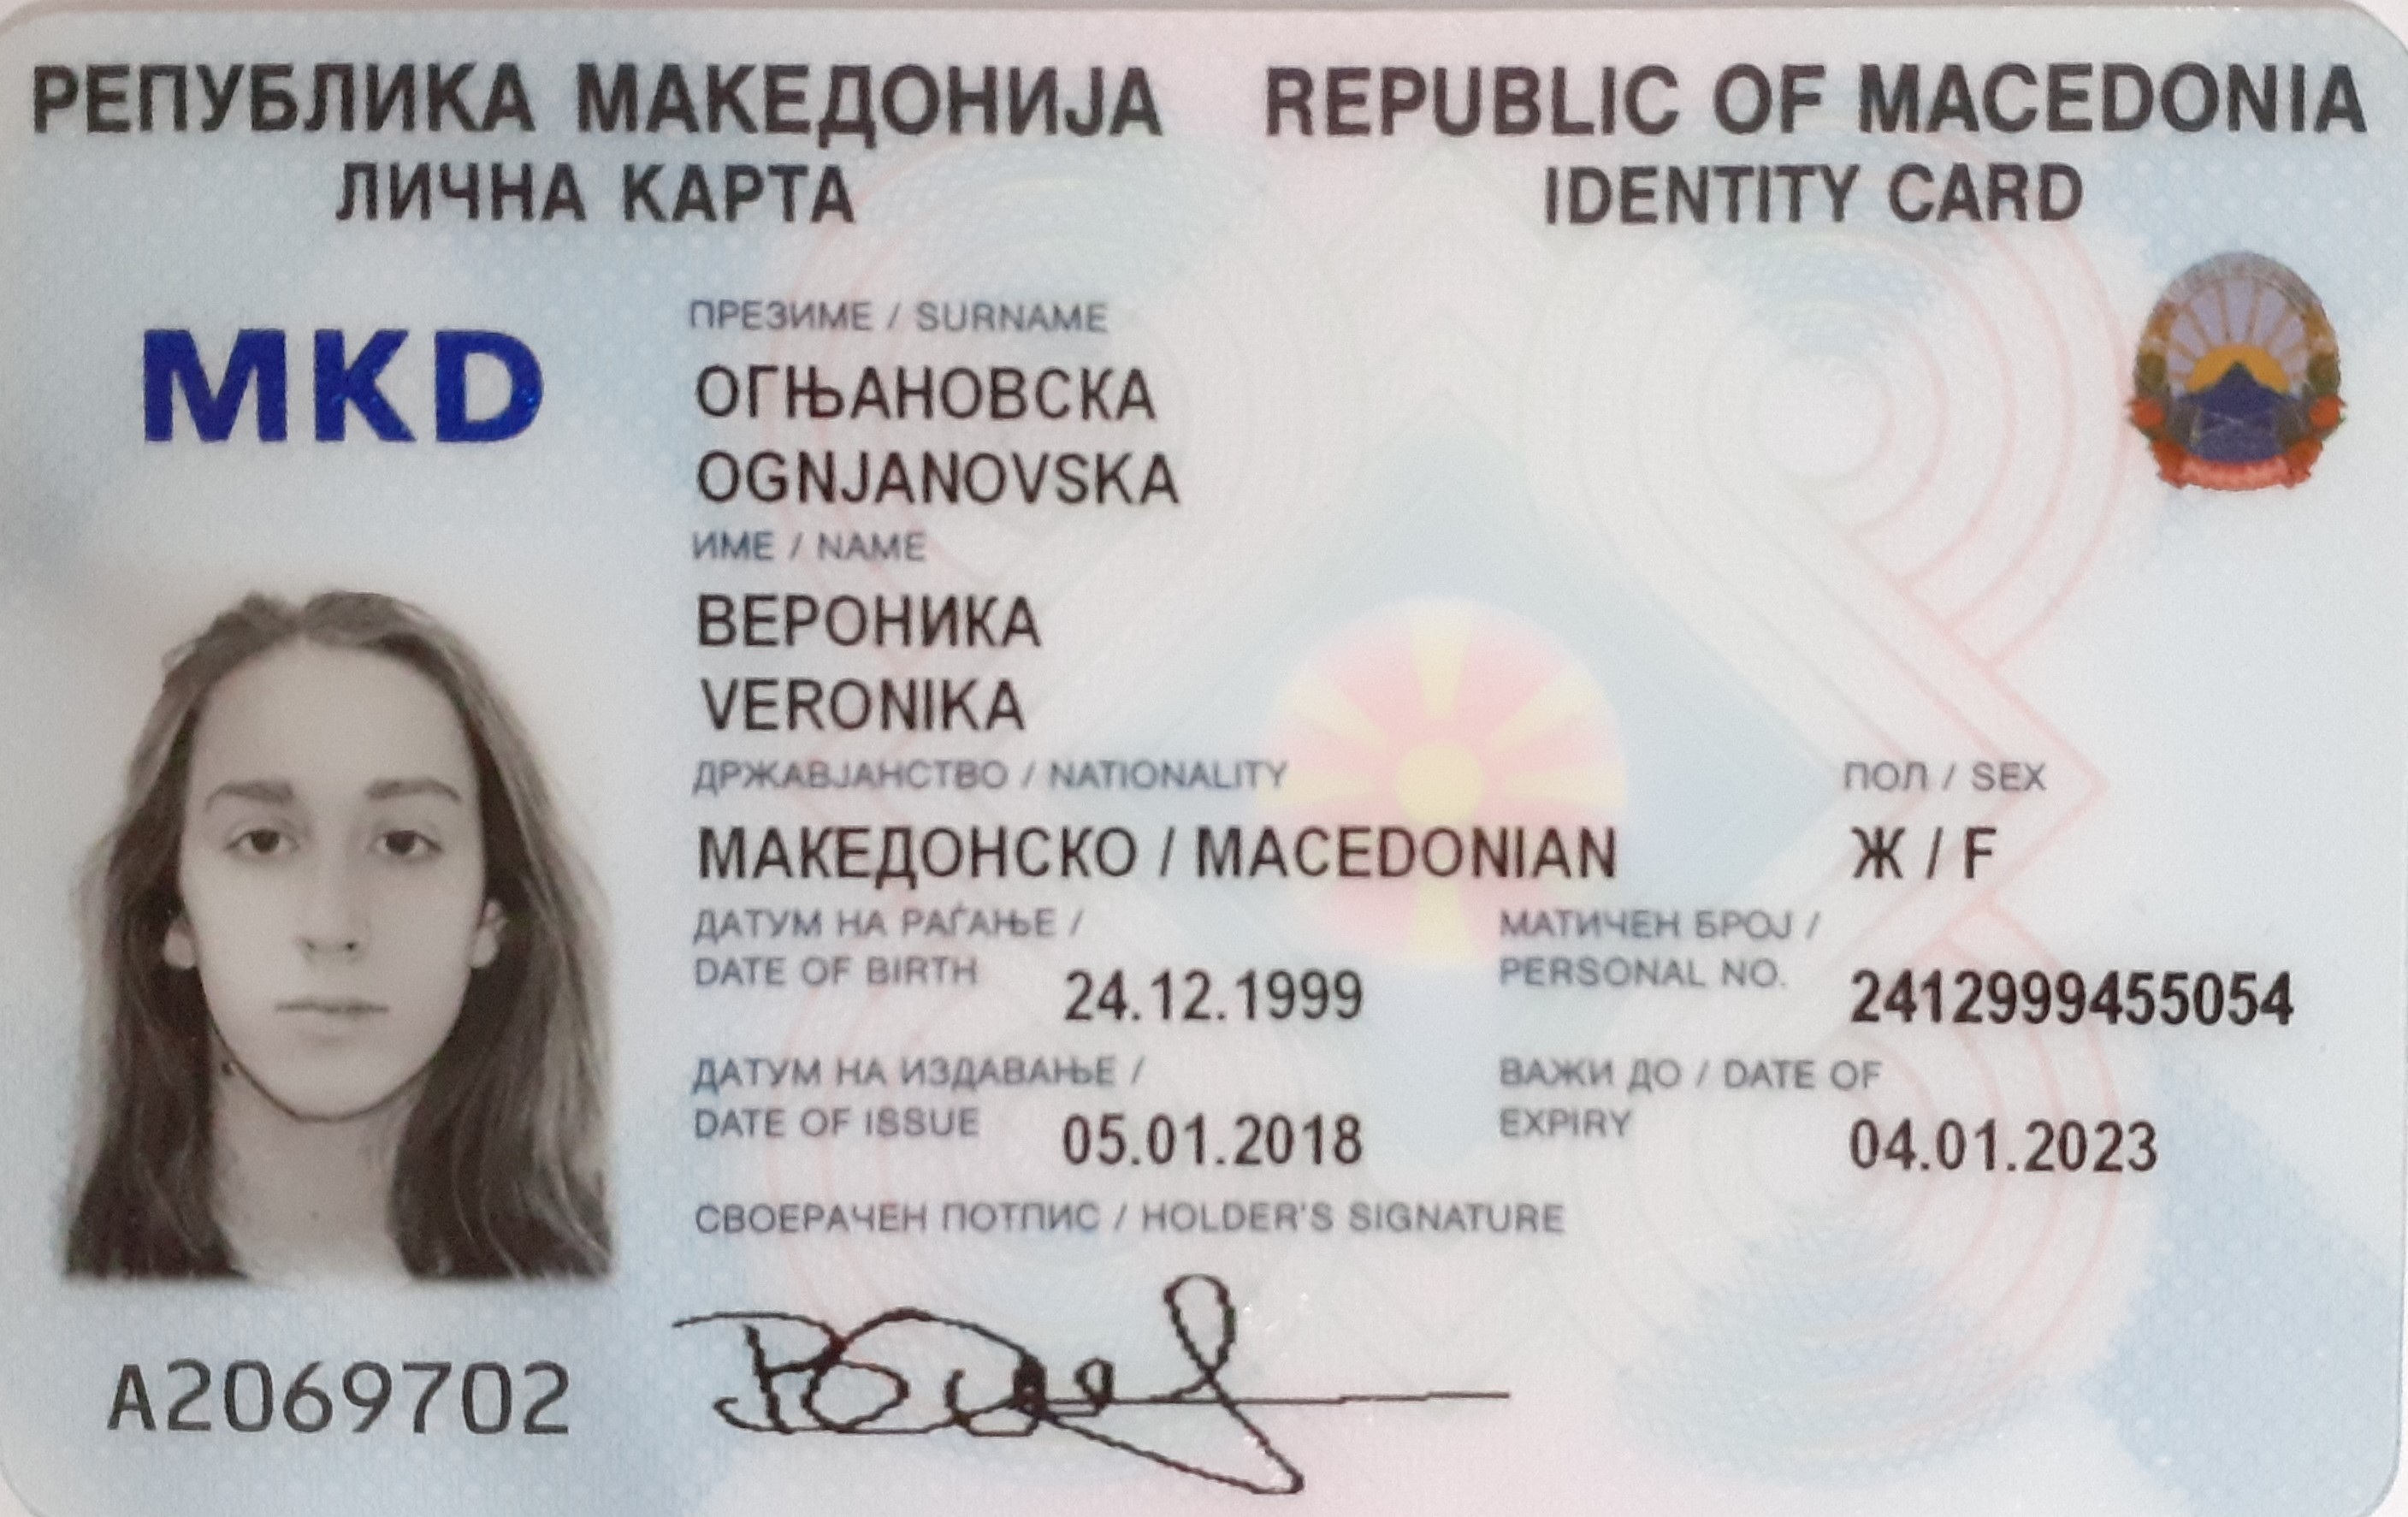 РЕПУБЛИКА МАКЕДОНИЈА REPUBLIC OF MACEDONIA
ЛИЧНА КАРТА IDENTITY CARD
MKD
ПРЕЗИМЕ / SURNAME
ОГЊАНОВСКА
OGNJANOVSKA
ИМЕ / NAME
ВЕРОНИКА
VERONIKA
ДРЖАВЈАНСТВО / NATIONALITY ПОЛ / SEX
МАКЕДОНСКО / MACEDONIAN Ж / F
ДАТУМ НА РАЃАЊЕ / МАТИЧЕН БРОЈ /
DATE OF BIRTH 24.12.1999 PERSONAL NO. 2412999455054
ДАТУМ НА ИЗДАВАЊЕ / ВАЖИ ДО / DATE OF
DATE OF ISSUE 05.01.2018 EXPIRY 04.01.2023
СВОЕРАЧЕН ПОТПИС / HOLDER'S SIGNATURE
A2069702